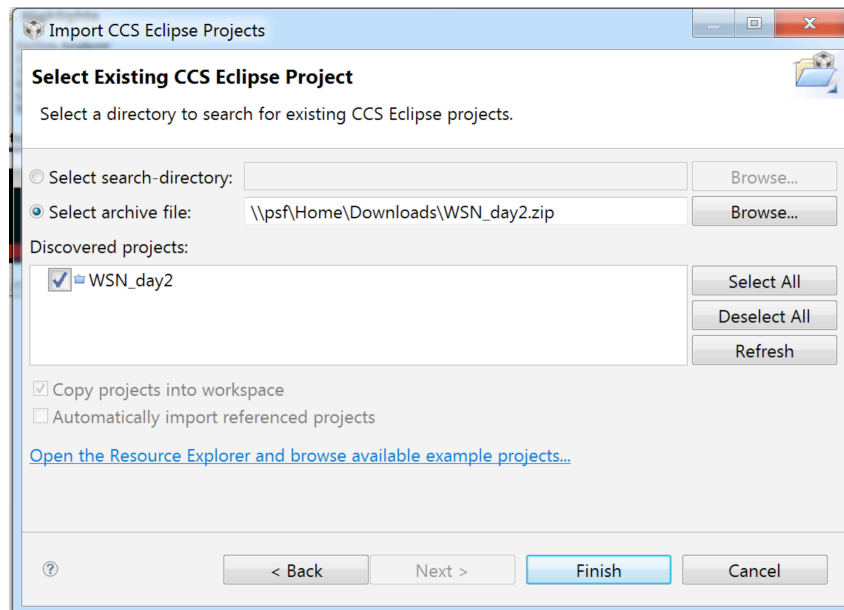 Import CCS Eclipse Projects
Select Existing CCS Eclipse Project
Select a directory to search for existing CCS Eclipse projects.
Select search-directory:
Browse...
Select archive file:
\\psf\Home\Downloads\WSN_day2.zip
Browse...
Discovered projects:
WSN_day2
Select All
Deselect All
Refresh
Copy projects into workspace
Automatically import referenced projects
Open the Resource Explorer and browse available example projects...
?
< Back
Next >
Finish
Cancel